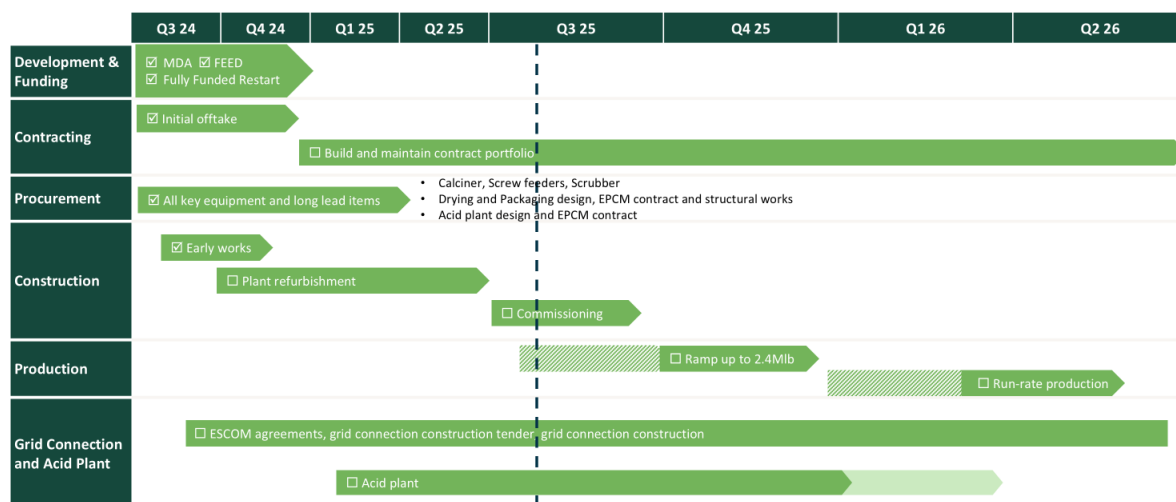 Q3 24 Q4 24 Q1 25 Q2 25 Q3 25 Q4 25 Q1 26 Q2 26
Development &
Funding
☑ MDA ☑ FEED
☑ Fully Funded Restart
Contracting
☑ Initial offtake
☐ Build and maintain contract portfolio
Procurement
☑ All key equipment and long lead items
• Calciner, Screw feeders, Scrubber
• Drying and Packaging design, EPCM contract and structural works
• Acid plant design and EPCM contract
Construction
☑ Early works
☐ Plant refurbishment
☐ Commissioning
Production
☐ Ramp up to 2.4Mlb
☐ Run-rate production
Grid Connection
and Acid Plant
☐ ESCOM agreements, grid connection construction tender, grid connection construction
☐ Acid plant